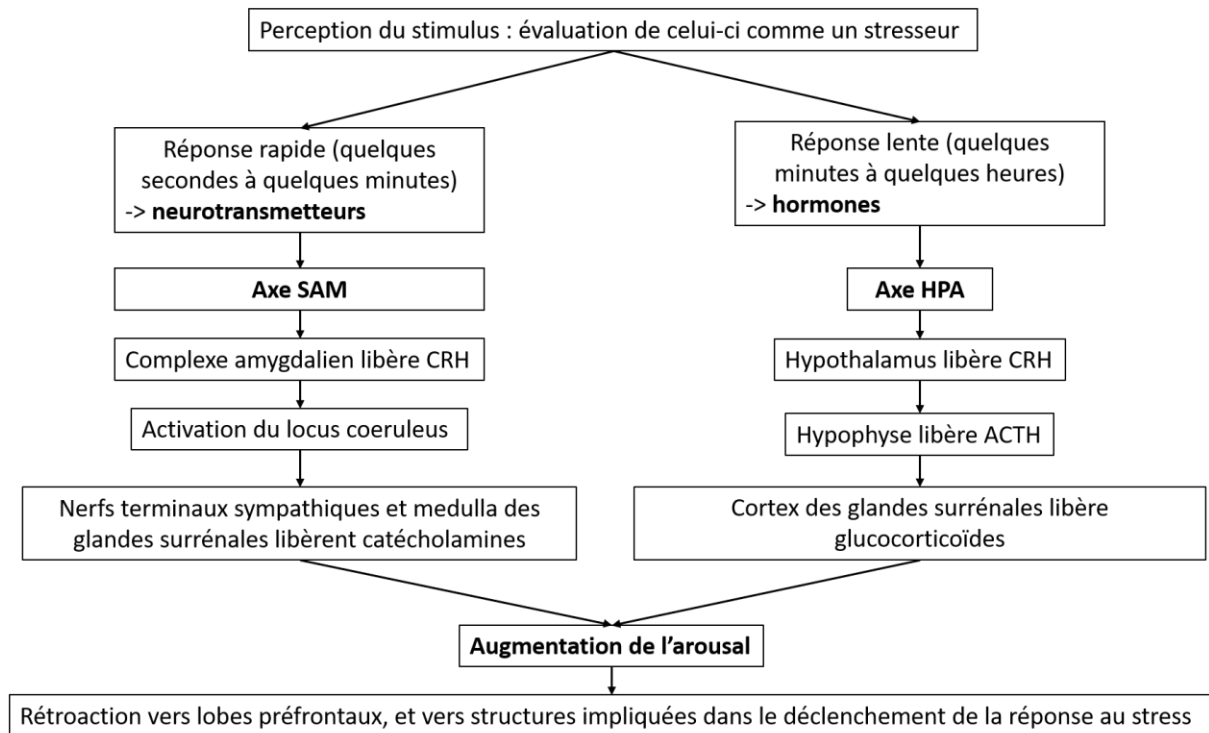 Perception du stimulus : évaluation de celui-ci comme un stresseur
Réponse rapide (quelques
secondes à quelques minutes)
-> neurotransmetteurs
Réponse lente (quelques
minutes à quelques heures)
-> hormones
Axe SAM
Axe HPA
Complexe amygdalien libère CRH
Hypothalamus libère CRH
Activation du locus coeruleus
Hypophyse libère ACTH
Nerfs terminaux sympathiques et medulla des
glandes surrénales libèrent catécholamines
Cortex des glandes surrénales libère
glucocorticoïdes
Augmentation de l'arousal
Rétroaction vers lobes préfrontaux, et vers structures impliquées dans le déclenchement de la réponse au stress